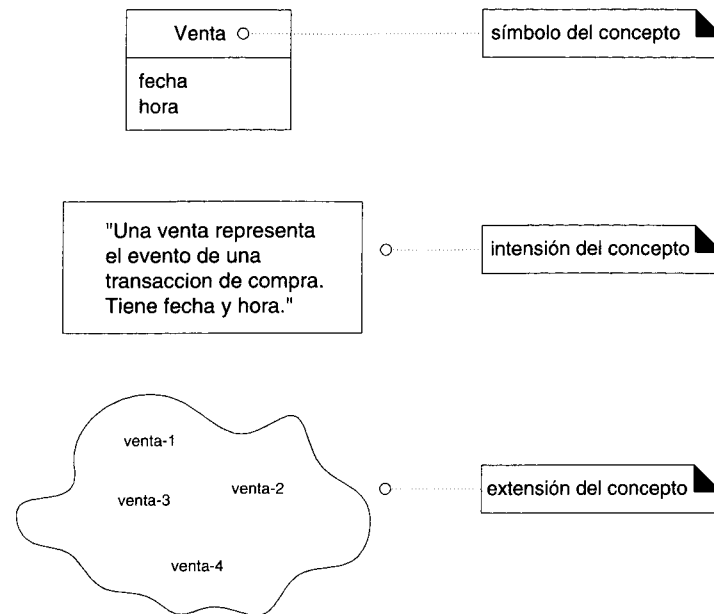 Venta
símbolo del concepto
fecha
hora
"Una venta representa
el evento de una
transaccion de compra.
Tiene fecha y hora."
intensión del concepto
venta-1
venta-3
venta-2
extensión del concepto
venta-4